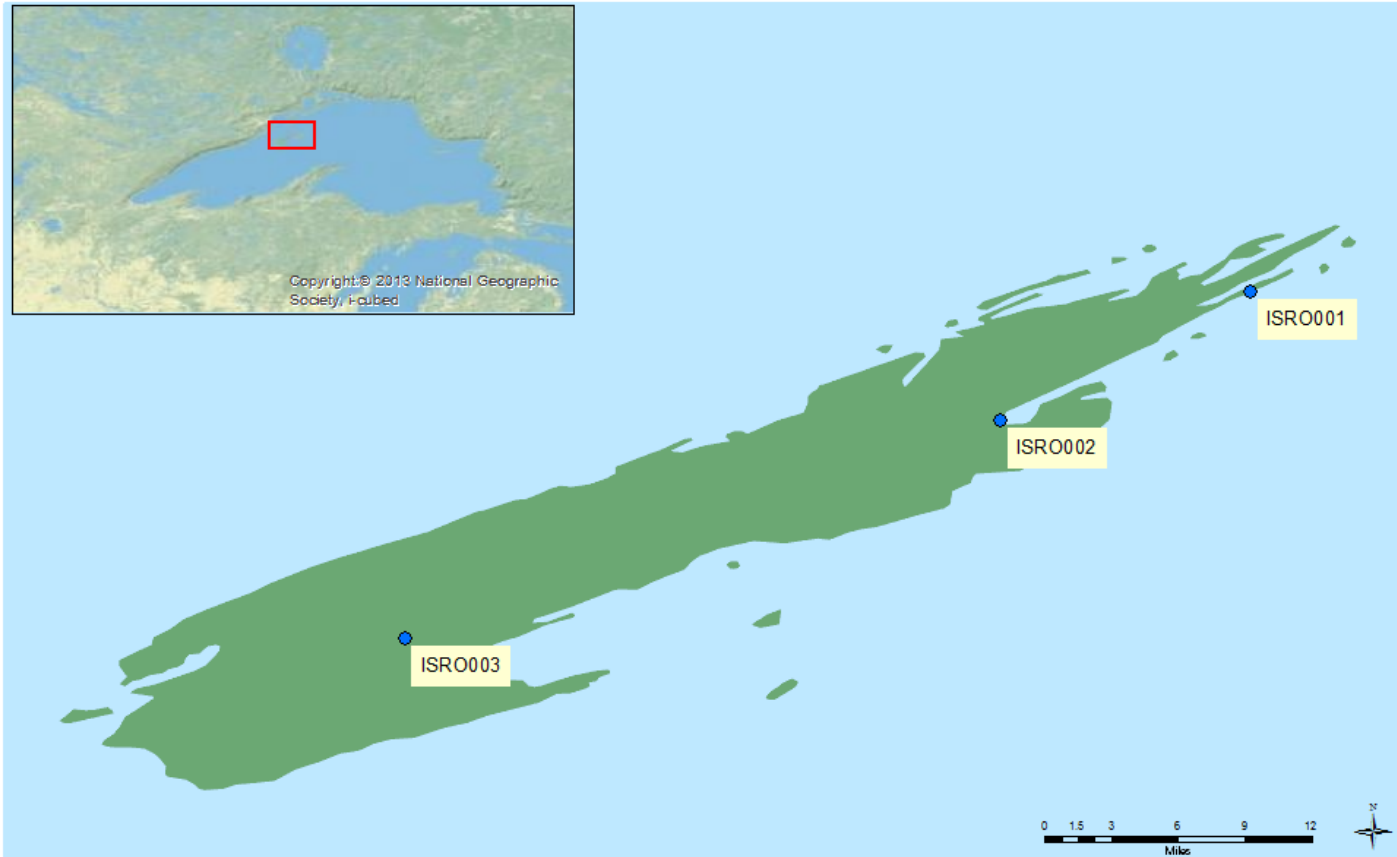 Copyright:© 2013 National Geographic
Society, i-cubed
ISRO001
ISRO002
ISRO003
N
0 1.5 3 6 9 12
Miles